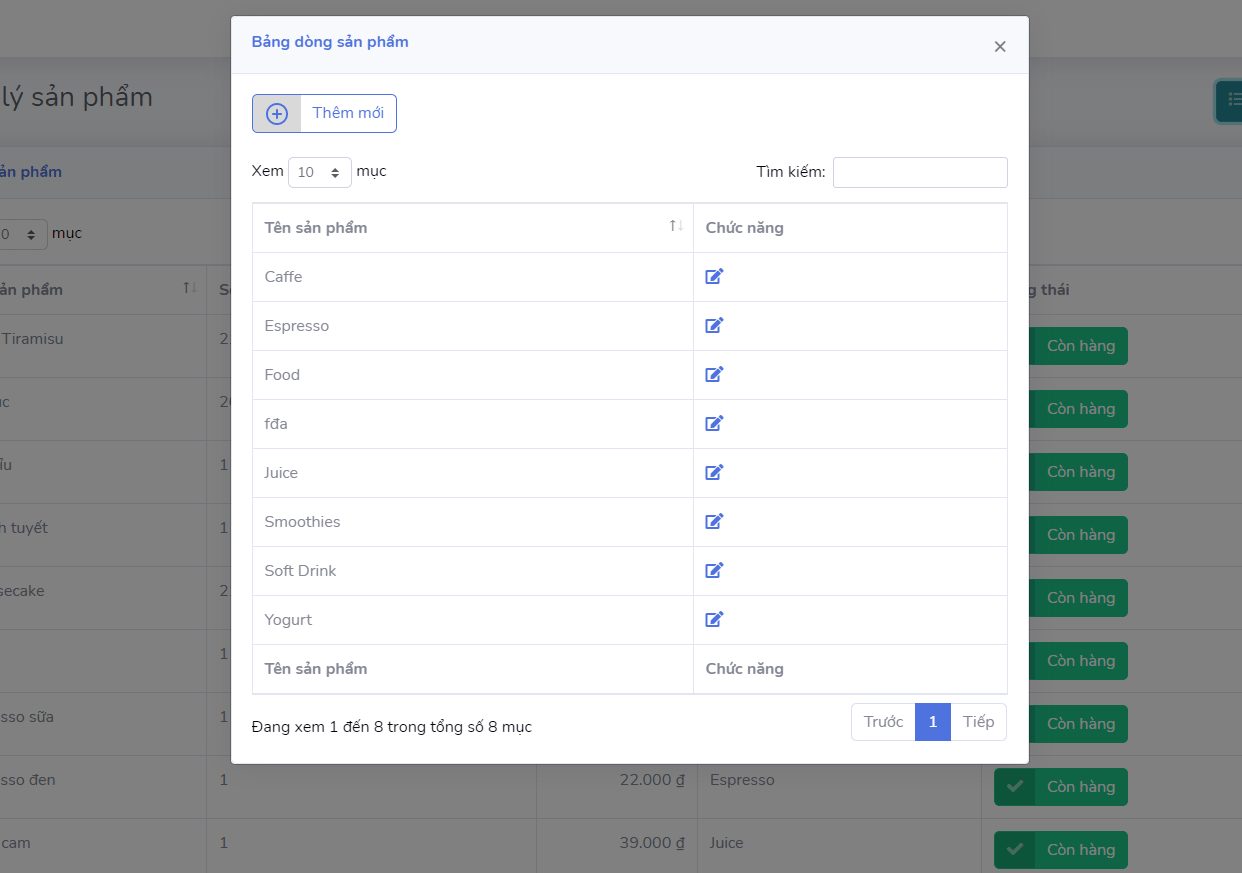 Bảng dòng sản phẩm
×
lý sản phẩm
Thêm mới
ản phẩm
Xem 10 mục
Tìm kiếm:
0 mục
Tên sản phẩm
Chức năng
ản phẩm
S
g thái
Caffe
Espresso
Tiramisu
2
Còn hàng
Food
c
2
Còn hàng
fđa
Juice
ỉu
1
Còn hàng
Smoothies
h tuyết
1
Còn hàng
Soft Drink
secake
2
Còn hàng
Yogurt
1
Còn hàng
Tên sản phẩm
Chức năng
sso sữa
1
Còn hàng
Đang xem 1 đến 8 trong tổng số 8 mục
Trước 1 Tiếp
sso đen
1
22.000 ₫
Espresso
Còn hàng
cam
1
39.000 ₫
Juice
Còn hàng